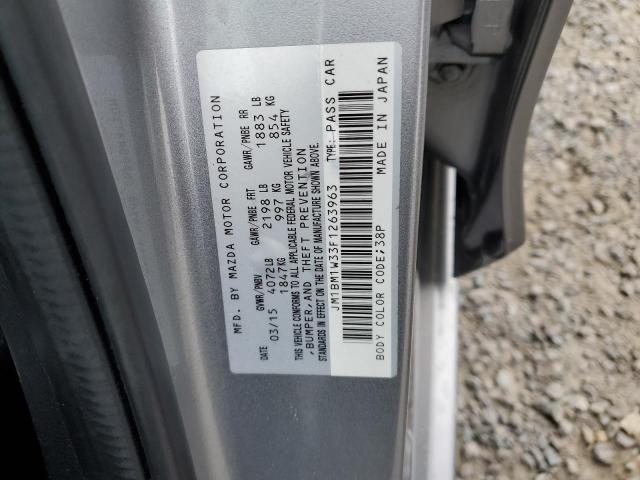 MFD. BY MAZDA MOTOR CORPORATION
DATE GVWR/PNBV GAWR/PNBE FRT GAWR/PNBE RR
03/15 4072LB 2198 LB 1883 LB
1847KG 997 KG 854 KG
THIS VEHICLE CONFORMS TO ALL APPLICABLE FEDERAL MOTOR VEHICLE SAFETY
,BUMPER,AND THEFT PREVENTION
STANDARDS IN EFFECT ON THE DATE OF MANUFACTURE SHOWN ABOVE.
JM1BM1W33F1263963 TYPE: PASS CAR
BODY COLOR CODE;38P MADE IN JAPAN